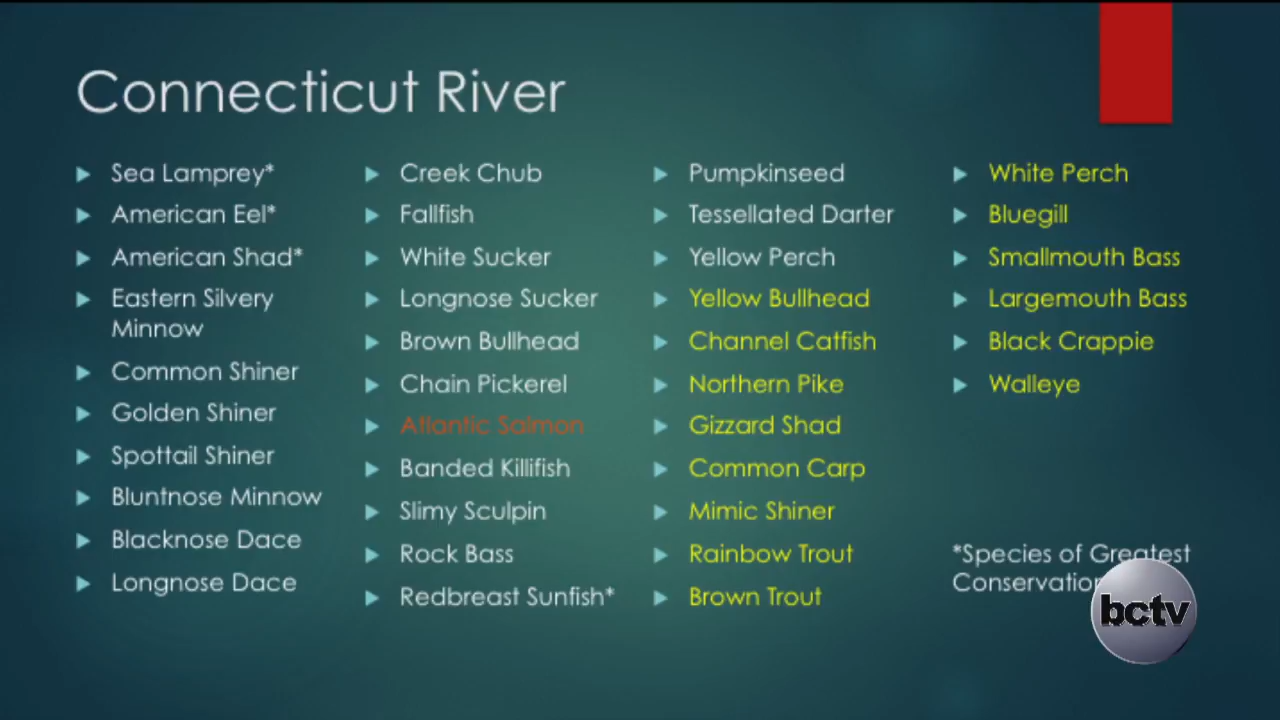 Connecticut River
Sea Lamprey*
American Eel*
American Shad*
Eastern Silvery
Minnow
Common Shiner
Golden Shiner
Spottail Shiner
Bluntnose Minnow
Blacknose Dace
Longnose Dace
Creek Chub
Fallfish
White Sucker
Longnose Sucker
Brown Bullhead
Chain Pickerel
Atlantic Salmon
Banded Killifish
Slimy Sculpin
Rock Bass
Redbreast Sunfish*
Pumpkinseed
Tessellated Darter
Yellow Perch
Yellow Bullhead
Channel Catfish
Northern Pike
Gizzard Shad
Common Carp
Mimic Shiner
Rainbow Trout
Brown Trout
White Perch
Bluegill
Smallmouth Bass
Largemouth Bass
Black Crappie
Walleye
*Species of Greatest
Conservation
bctv